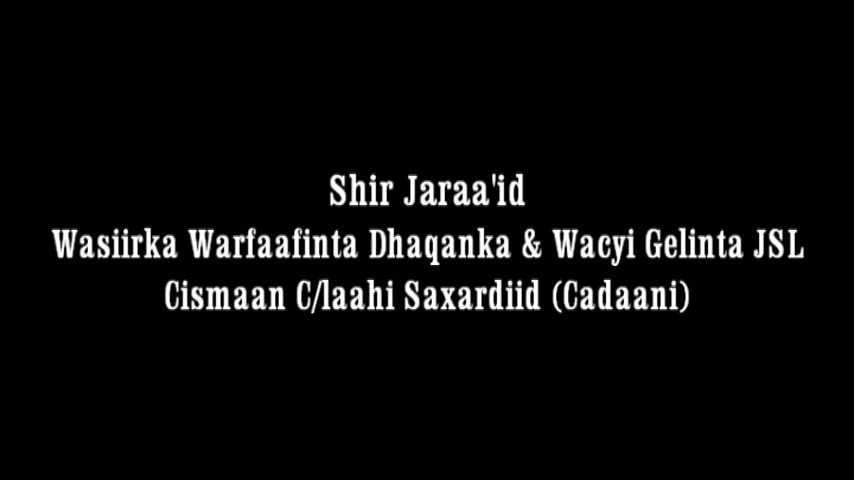 Shir Jaraa'id
Wasiirka Warfaafinta Dhaqanka & Wacyi Gelinta JSL
Cismaan C/laahi Saxardiid (Cadaani)